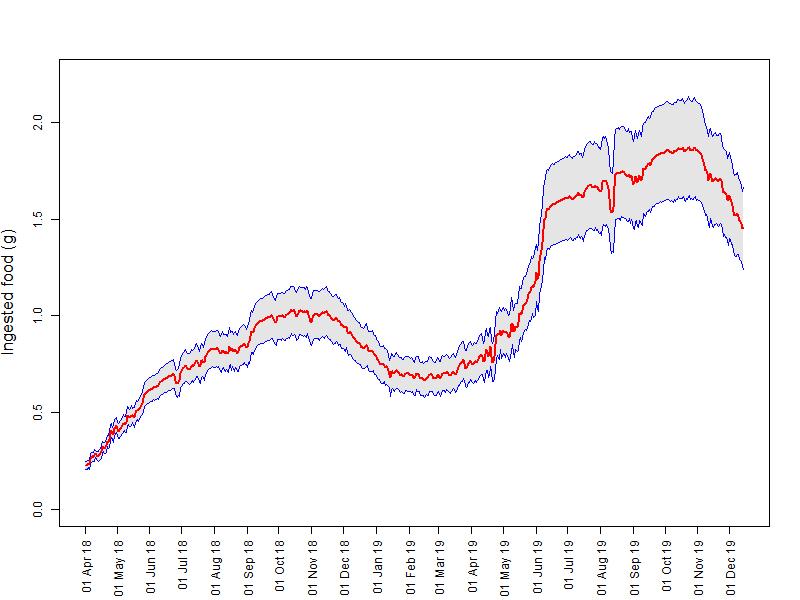 Ingested food (g)
2.0
1.5
1.0
0.5
0.0
01 Apr 18
01 May 18
01 Jun 18
01 Jul 18
01 Aug 18
01 Sep 18
01 Oct 18
01 Nov 18
01 Dec 18
01 Jan 19
01 Feb 19
01 Mar 19
01 Apr 19
01 May 19
01 Jun 19
01 Jul 19
01 Aug 19
01 Sep 19
01 Oct 19
01 Nov 19
01 Dec 19